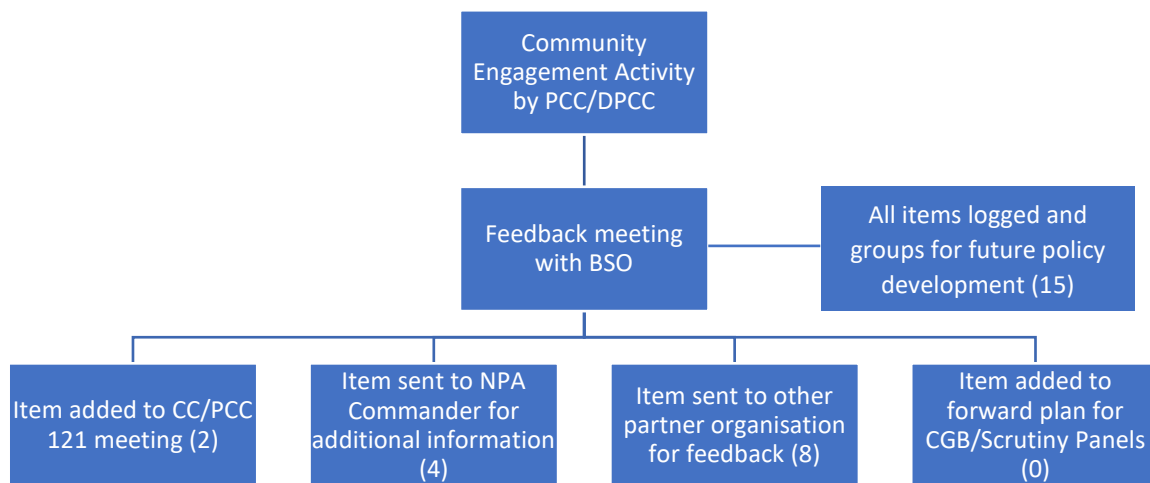 Community
Engagement Activity
by PCC/DPCC
Feedback meeting
with BSO
All items logged and
groups for future policy
development (15)
Item added to CC/PCC
121 meeting (2)
Item sent to NPA
Commander for
additional information
(4)
Item sent to other
partner organisation
for feedback (8)
Item added to
forward plan for
CGB/Scrutiny Panels
(0)